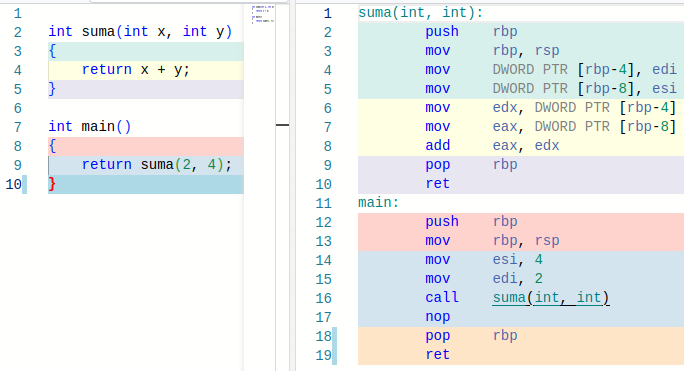 1
2 int suma(int x, int y)
3 {
4     return x + y;
5 }
6
7 int main()
8 {
9     return suma(2, 4);
10 }
1 suma(int, int):
2         push    rbp
3         mov     rbp, rsp
4         mov     DWORD PTR [rbp-4], edi
5         mov     DWORD PTR [rbp-8], esi
6         mov     edx, DWORD PTR [rbp-4]
7         mov     eax, DWORD PTR [rbp-8]
8         add     eax, edx
9         pop     rbp
10         ret
11 main:
12         push    rbp
13         mov     rbp, rsp
14         mov     esi, 4
15         mov     edi, 2
16         call    suma(int, int)
17         nop
18         pop     rbp
19         ret